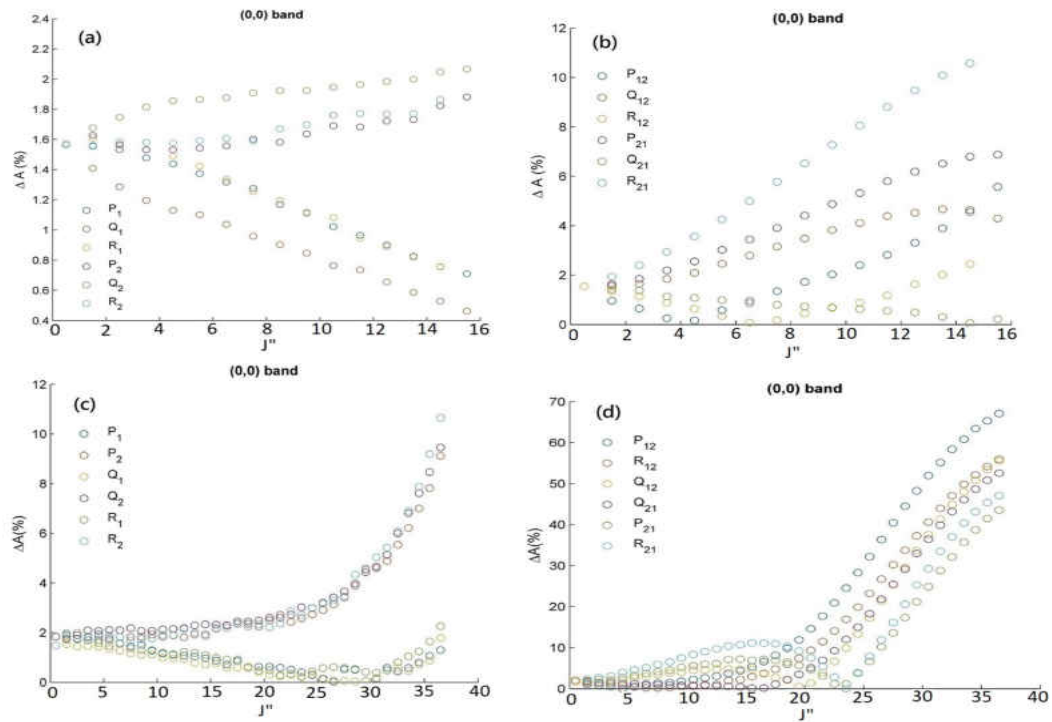 (0,0) band
(a)
2.4
2.2
2
1.8
1.6
1.4
1.2
1
0.8
0.6
0.4
Δ A (%)
P1
Q1
R1
P2
Q2
R2
0 2 4 6 8 10 12 14 16
J"
(0,0) band
(b)
12
10
8
6
4
2
0
Δ A (%)
P12
Q12
R12
P21
Q21
R21
0 2 4 6 8 10 12 14 16
J"
(0,0) band
(c)
12
10
8
6
4
2
0
ΔA(%)
P1
P2
Q1
Q2
R1
R2
0 5 10 15 20 25 30 35 40
J"
(0,0) band
(d)
70
60
50
40
30
20
10
0
ΔA(%)
P12
R12
Q12
Q21
P21
R21
0 5 10 15 20 25 30 35 40
J"